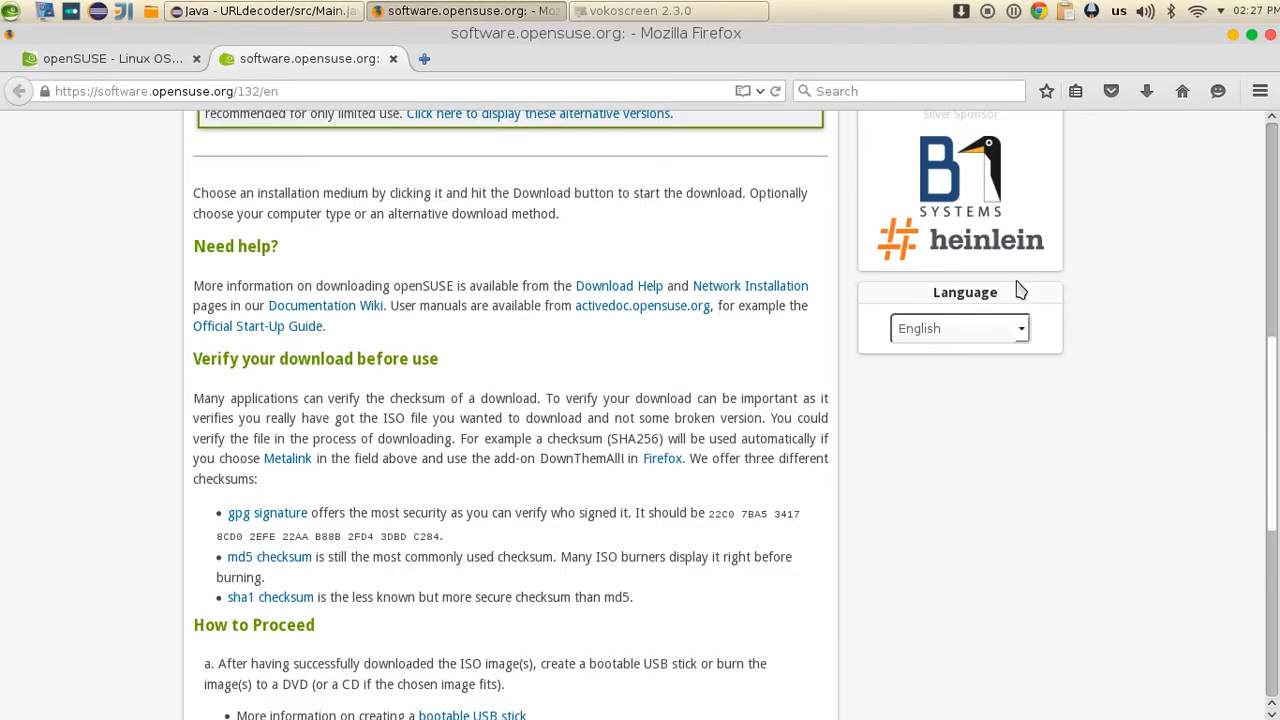 Java - URLdecoder/src/Main.ja
software.opensuse.org: - Moz
vokoscreen 2.3.0
us
02:27 PM
software.opensuse.org: - Mozilla Firefox
openSUSE - Linux OS...
software.opensuse.org:
https://software.opensuse.org/132/en
Search
recommended for only limited use. Click here to display these alternative versions.
Silver Sponsor
B1
SYSTEMS
heinlein
Language
English
Choose an installation medium by clicking it and hit the Download button to start the download. Optionally
choose your computer type or an alternative download method.
Need help?
More information on downloading openSUSE is available from the Download Help and Network Installation
pages in our Documentation Wiki. User manuals are available from activedoc.opensuse.org, for example the
Official Start-Up Guide.
Verify your download before use
Many applications can verify the checksum of a download. To verify your download can be important as it
verifies you really have got the ISO file you wanted to download and not some broken version. You could
verify the file in the process of downloading. For example a checksum (SHA256) will be used automatically if
you choose Metalink in the field above and use the add-on DownThemAll! in Firefox. We offer three different
checksums:
• gpg signature offers the most security as you can verify who signed it. It should be 22C0 7BA5 3417
8CD0 2EFE 22AA B88B 2FD4 3DBD C284.
• md5 checksum is still the most commonly used checksum. Many ISO burners display it right before
burning.
• sha1 checksum is the less known but more secure checksum than md5.
How to Proceed
a. After having successfully downloaded the ISO image(s), create a bootable USB stick or burn the
image(s) to a DVD (or a CD if the chosen image fits).
• More information on creating a bootable USB stick